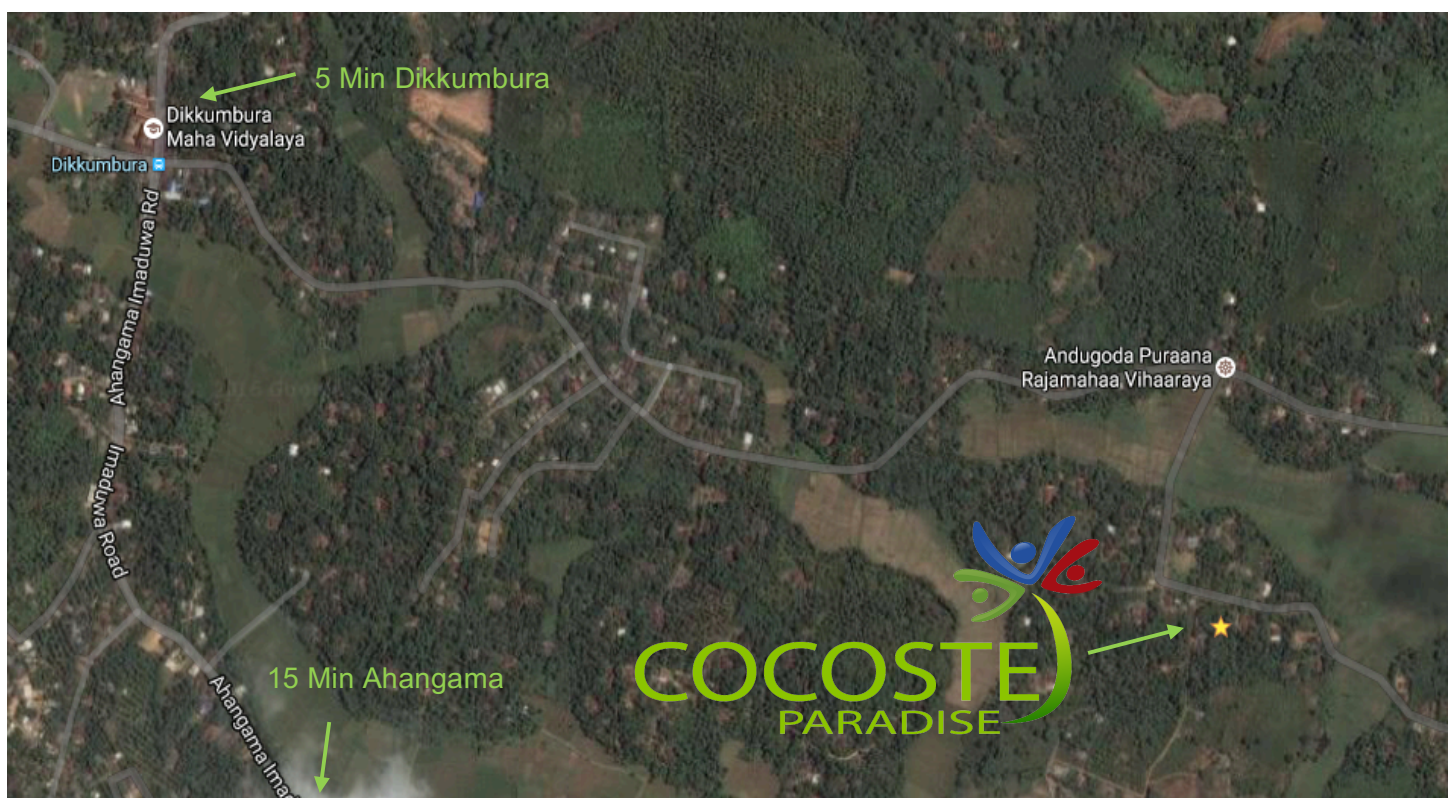 5 Min Dikkumbura
Dikkumbura
Maha Vidyalaya
Dikkumbura
Ahangama Imaduwa Rd
Andugoda Puraana
Rajamahaa Vihaaraya
Imaduwa Road
15 Min Ahangama
COCOSTE
PARADISE
Ahangama Imad